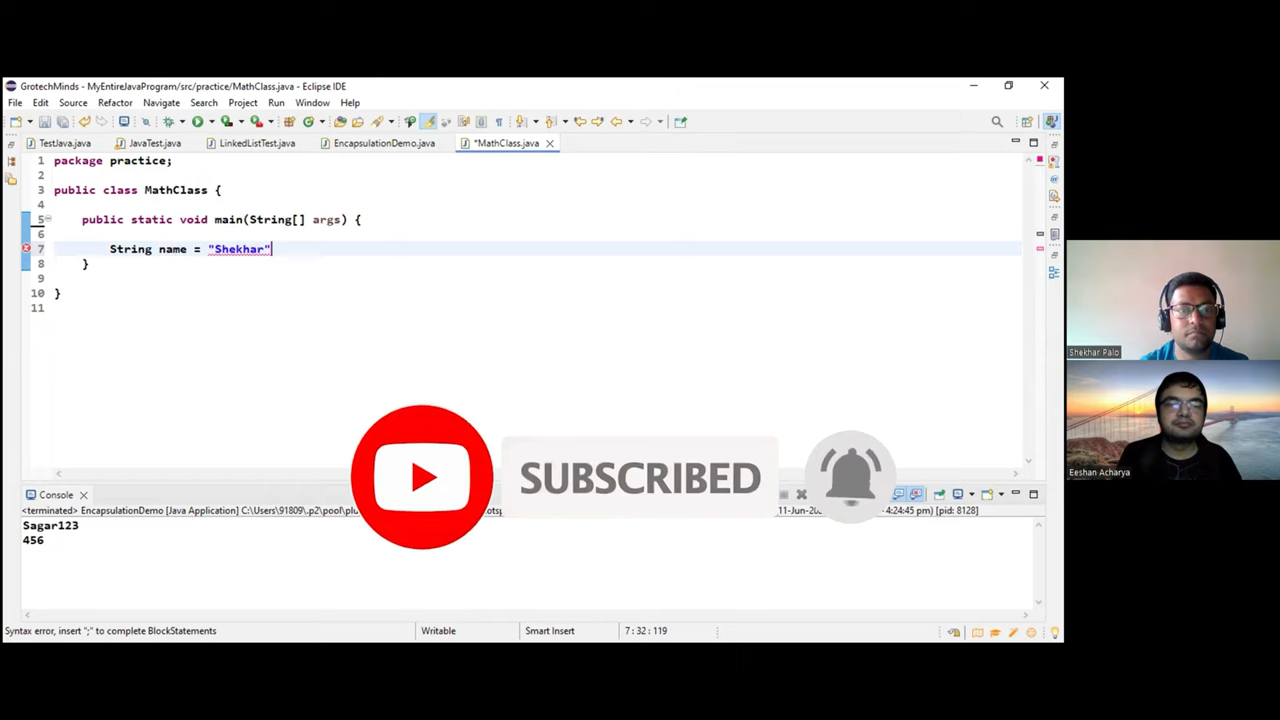 GrotechMinds - MyEntireJavaProgram/src/practice/MathClass.java - Eclipse IDE
File Edit Source Refactor Navigate Search Project Run Window Help
TestJava.java JavaTest.java LinkedListTest.java EncapsulationDemo.java *MathClass.java
1 package practice;
2
3 public class MathClass {
4
5 public static void main(String[] args) {
6
7 String name = "Shekhar"
8 }
9
10 }
11
Shekhar Palo
Eeshan Acharya
SUBSCRIBED
Console
<terminated> EncapsulationDemo [Java Application] C:\Users\91809\.p2\pool\plu 11-Jun-20 4:24:45 pm) [pid: 8128]
Sagar123
456
Syntax error, insert ";" to complete BlockStatements Writable Smart Insert 7 : 32 : 119